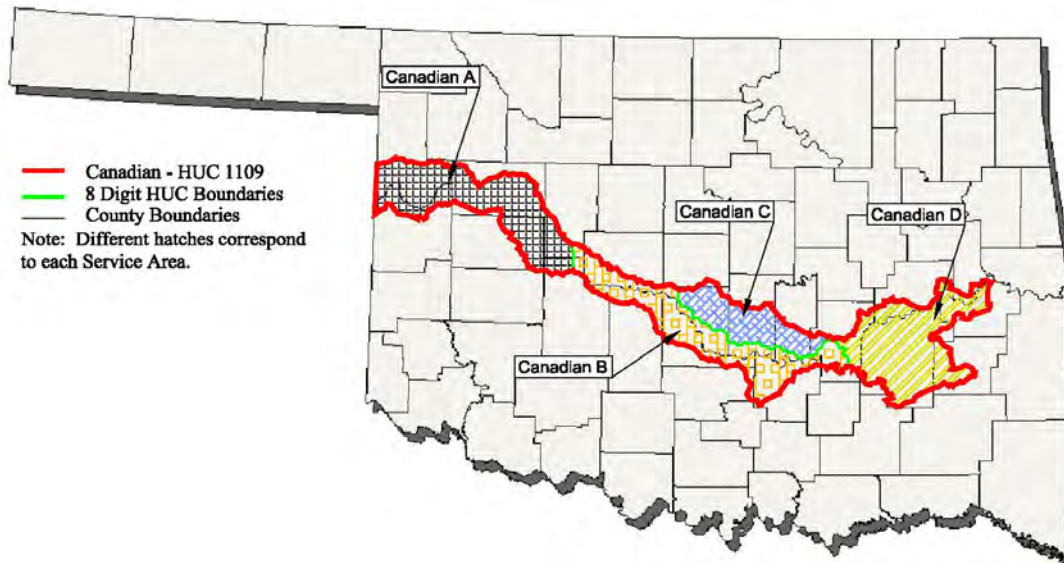 Canadian A
Canadian - HUC 1109
8 Digit HUC Boundaries
County Boundaries
Note: Different hatches correspond
to each Service Area.
Canadian C
Canadian D
Canadian B